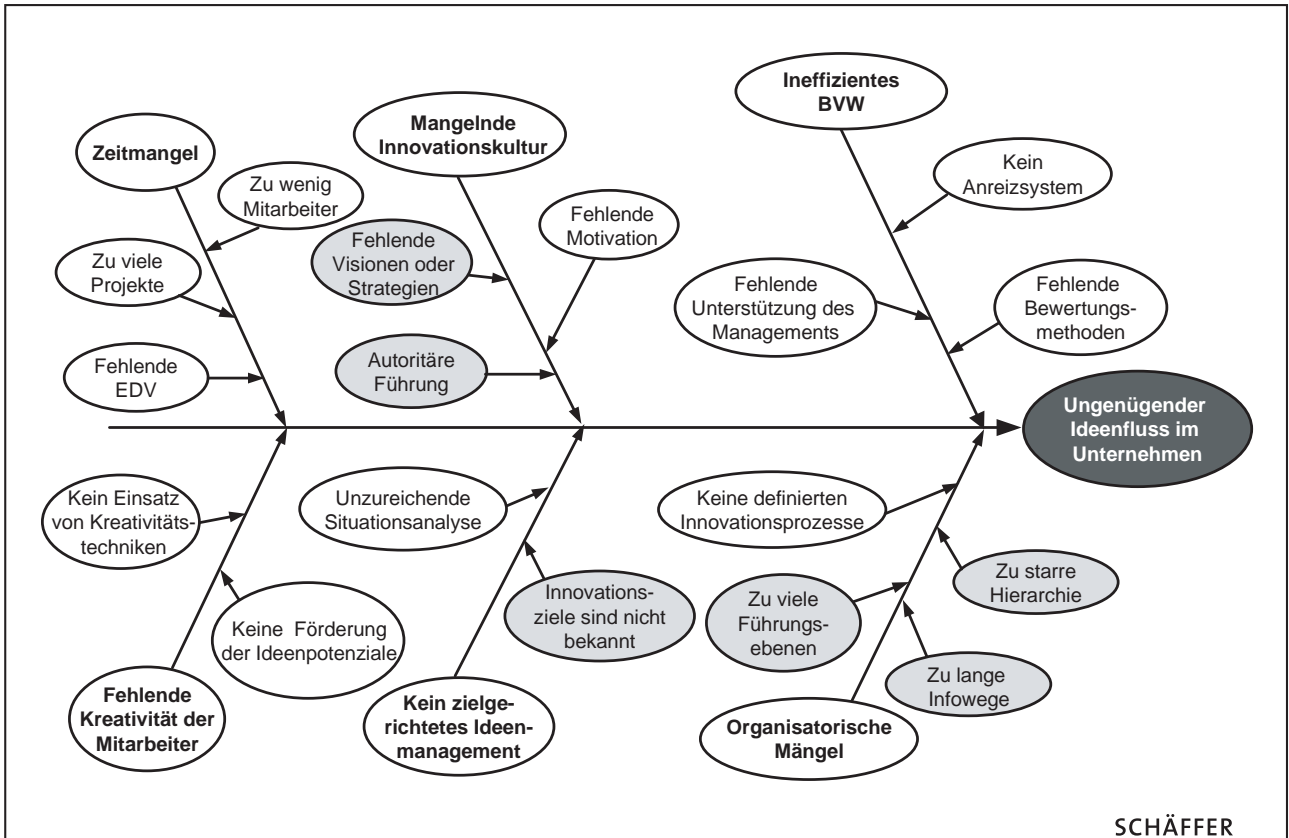 Ineffizientes
BVW
Mangelnde
Innovationskultur
Zeitmangel
Kein
Anreizsystem
Zu wenig
Mitarbeiter
Fehlende
Motivation
Fehlende
Visionen oder
Strategien
Zu viele
Projekte
Fehlende
Unterstützung des
Managements
Fehlende
Bewertungs-
methoden
Fehlende
EDV
Autoritäre
Führung
Ungenügender
Ideenfluss im
Unternehmen
Kein Einsatz
von Kreativitäts-
techniken
Unzureichende
Situationsanalyse
Keine definierten
Innovationsprozesse
Zu starre
Hierarchie
Innovations-
ziele sind nicht
bekannt
Zu viele
Führungs-
ebenen
Keine Förderung
der Ideenpotenziale
Zu lange
Infowege
Fehlende
Kreativität der
Mitarbeiter
Kein zielge-
richtetes Ideen-
management
Organisatorische
Mängel
SCHÄFFER